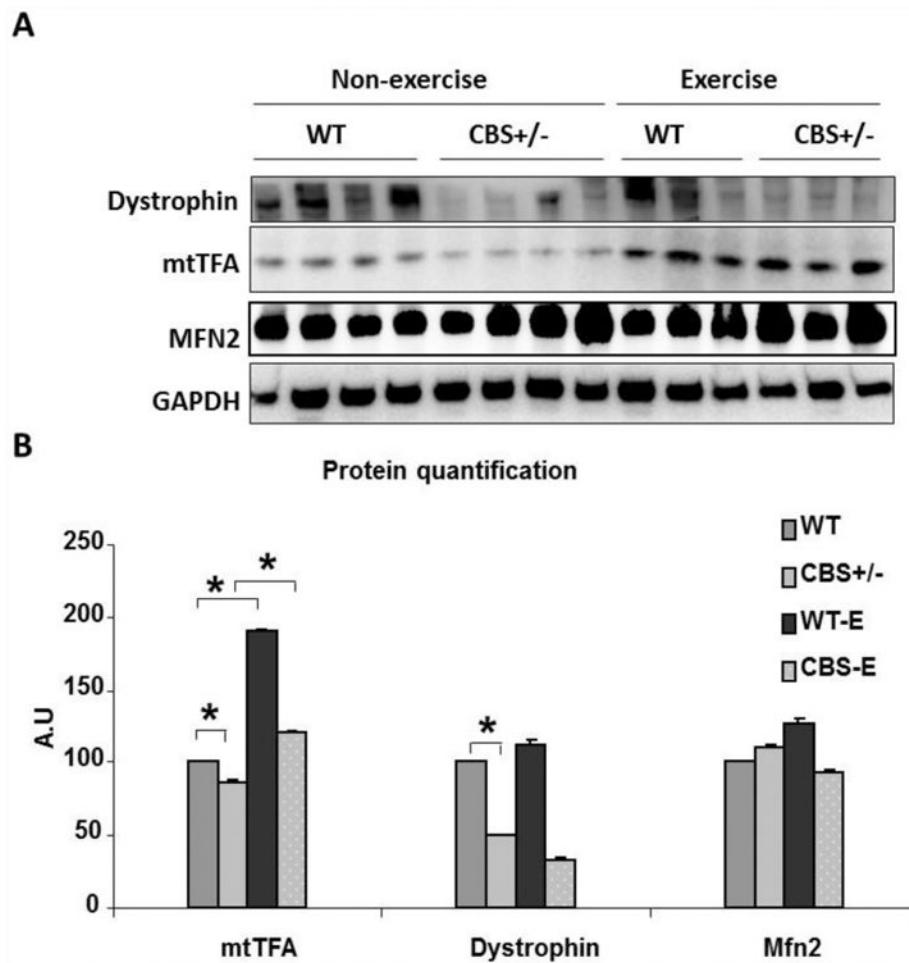 A
Non-exercise Exercise
WT CBS+/- WT CBS+/-
Dystrophin
mtTFA
MFN2
GAPDH
B
Protein quantification
250
200
150
100
50
0
A.U
* *
*
*
WT
CBS+/-
WT-E
CBS-E
mtTFA Dystrophin Mfn2